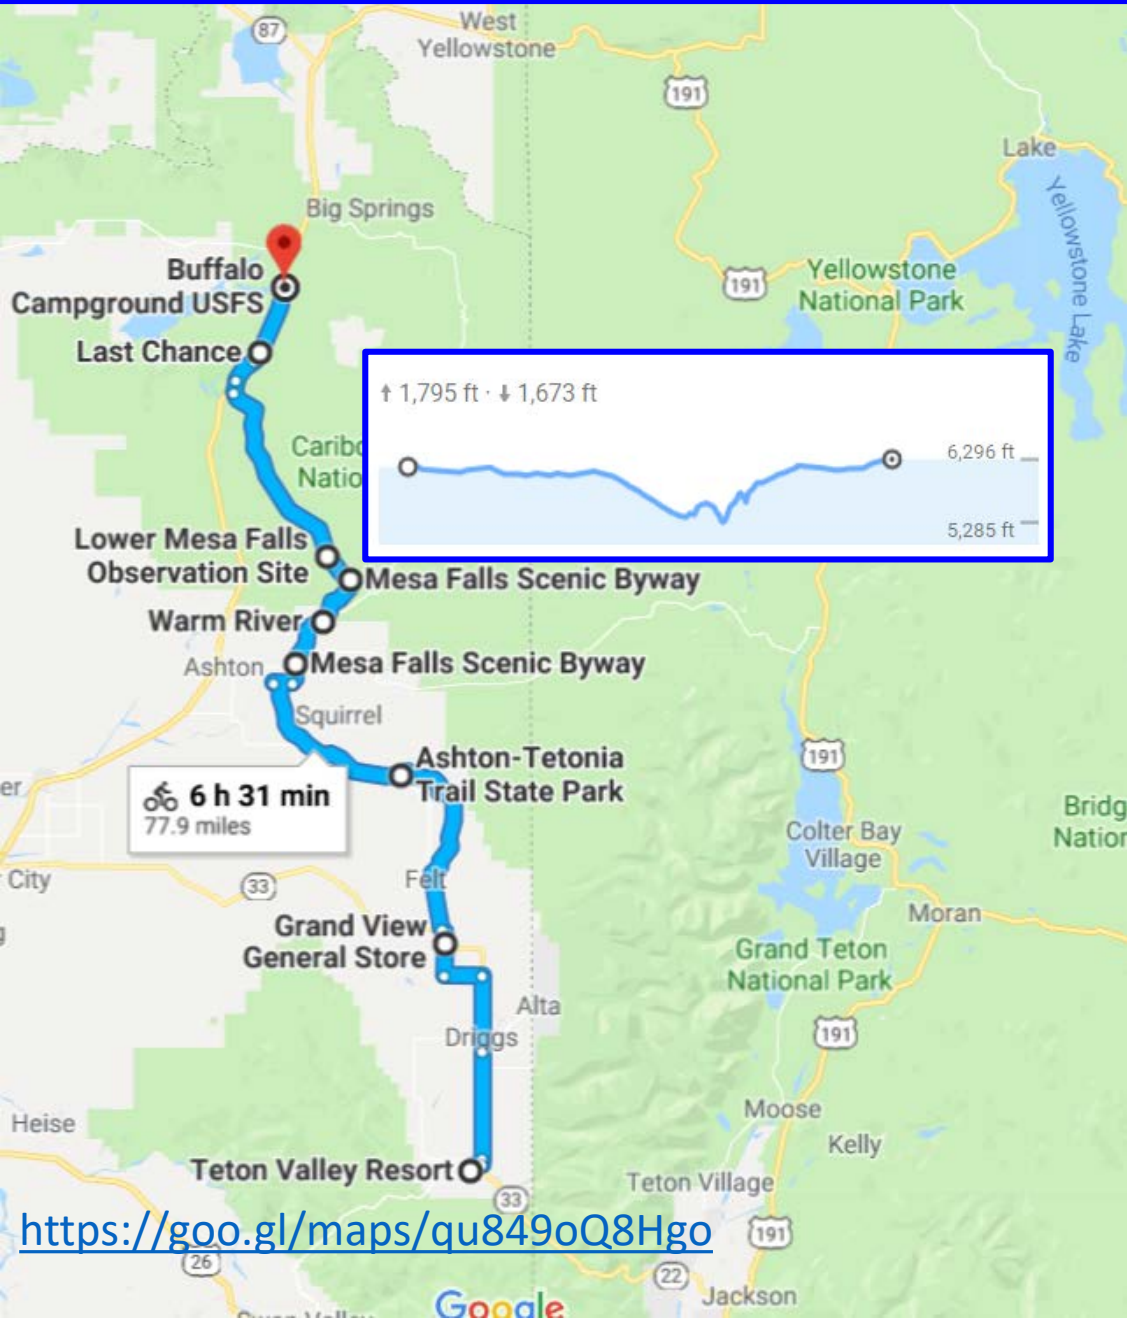 87
West
Yellowstone
191
Lake
Yellowstone Lake
Big Springs
Buffalo
Campground USFS
191
Yellowstone
National Park
Last Chance
↑ 1,795 ft · ↓ 1,673 ft
6,296 ft
5,285 ft
Caribo
Natio
Lower Mesa Falls
Observation Site
Mesa Falls Scenic Byway
Warm River
Ashton
Mesa Falls Scenic Byway
Squirrel
Ashton-Tetonia
Trail State Park
191
6 h 31 min
77.9 miles
er
Bridg
Nation
Colter Bay
Village
City
33
Felt
Moran
Grand View
General Store
Grand Teton
National Park
Alta
191
Driggs
Heise
Moose
Kelly
Teton Valley Resort
33
Teton Village
https://goo.gl/maps/qu849oQ8Hgo
191
26
22
Jackson
Google